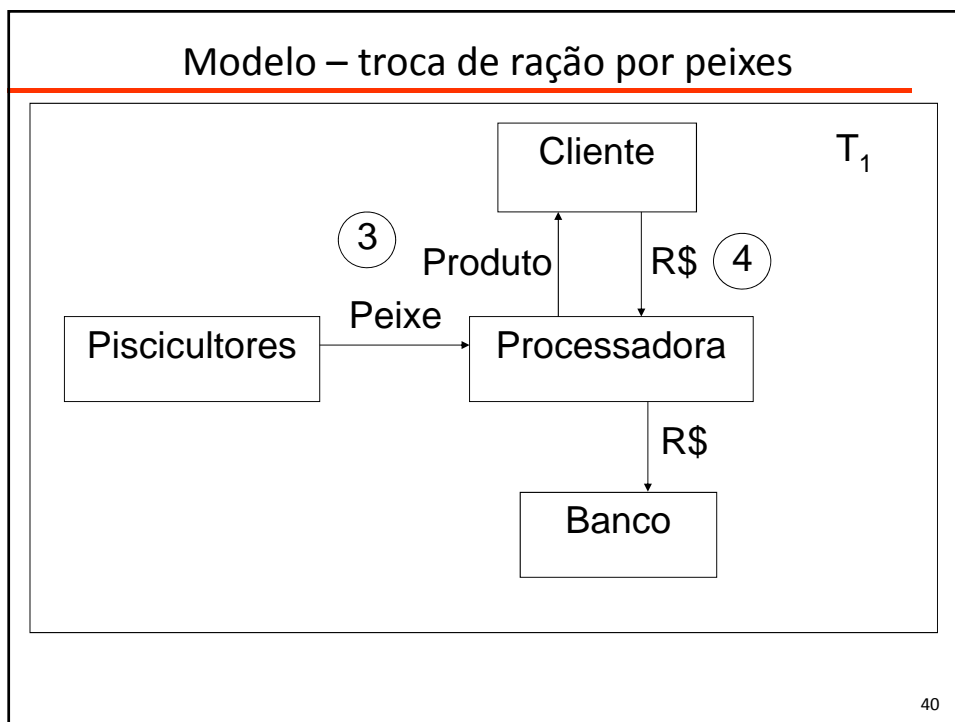 Modelo – troca de ração por peixes
Cliente
T₁
3
Produto
R$
4
Peixe
Piscicultores
Processadora
R$
Banco
40